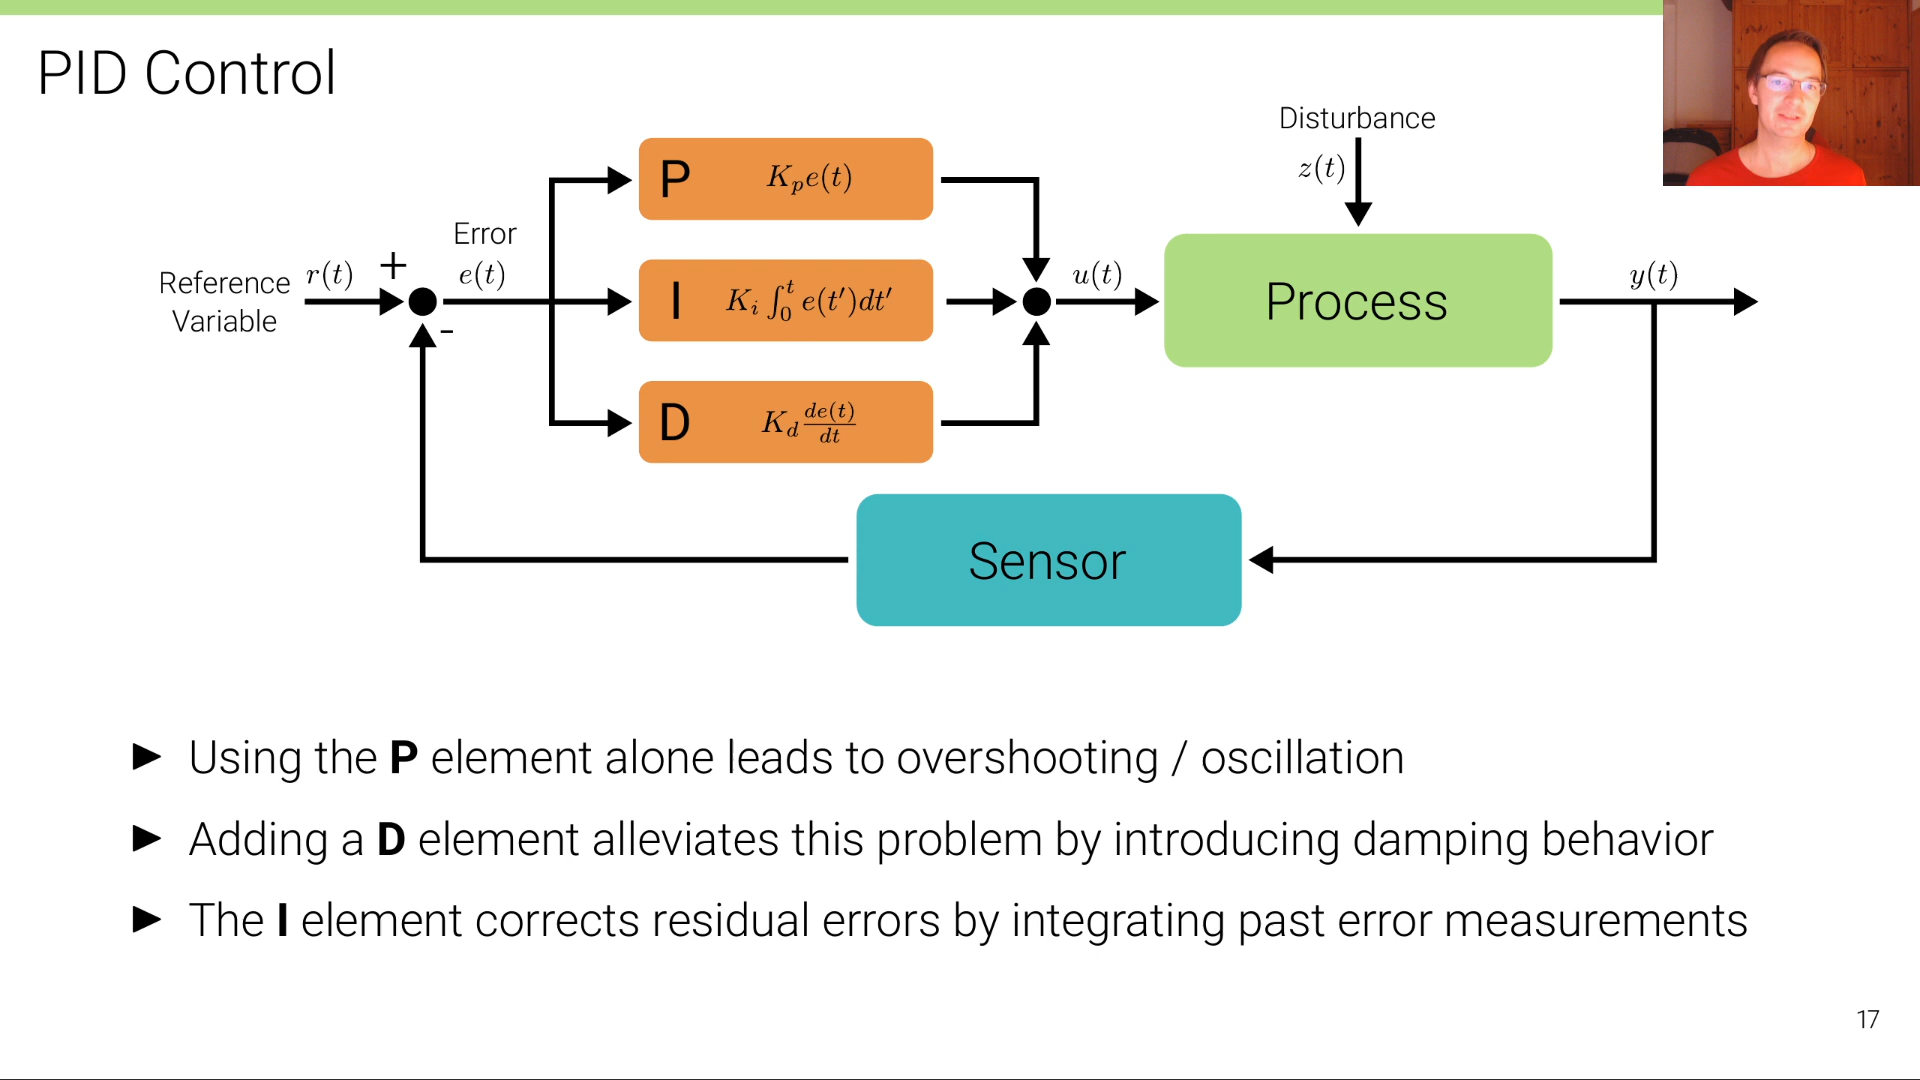 PID Control
Disturbance
z(t)
P K_p e(t)
Error
e(t)
Reference
Variable
r(t)
+
-
I K_i ∫_0^t e(t')dt'
u(t)
Process
y(t)
D K_d de(t)/dt
Sensor
► Using the P element alone leads to overshooting / oscillation
► Adding a D element alleviates this problem by introducing damping behavior
► The I element corrects residual errors by integrating past error measurements
17